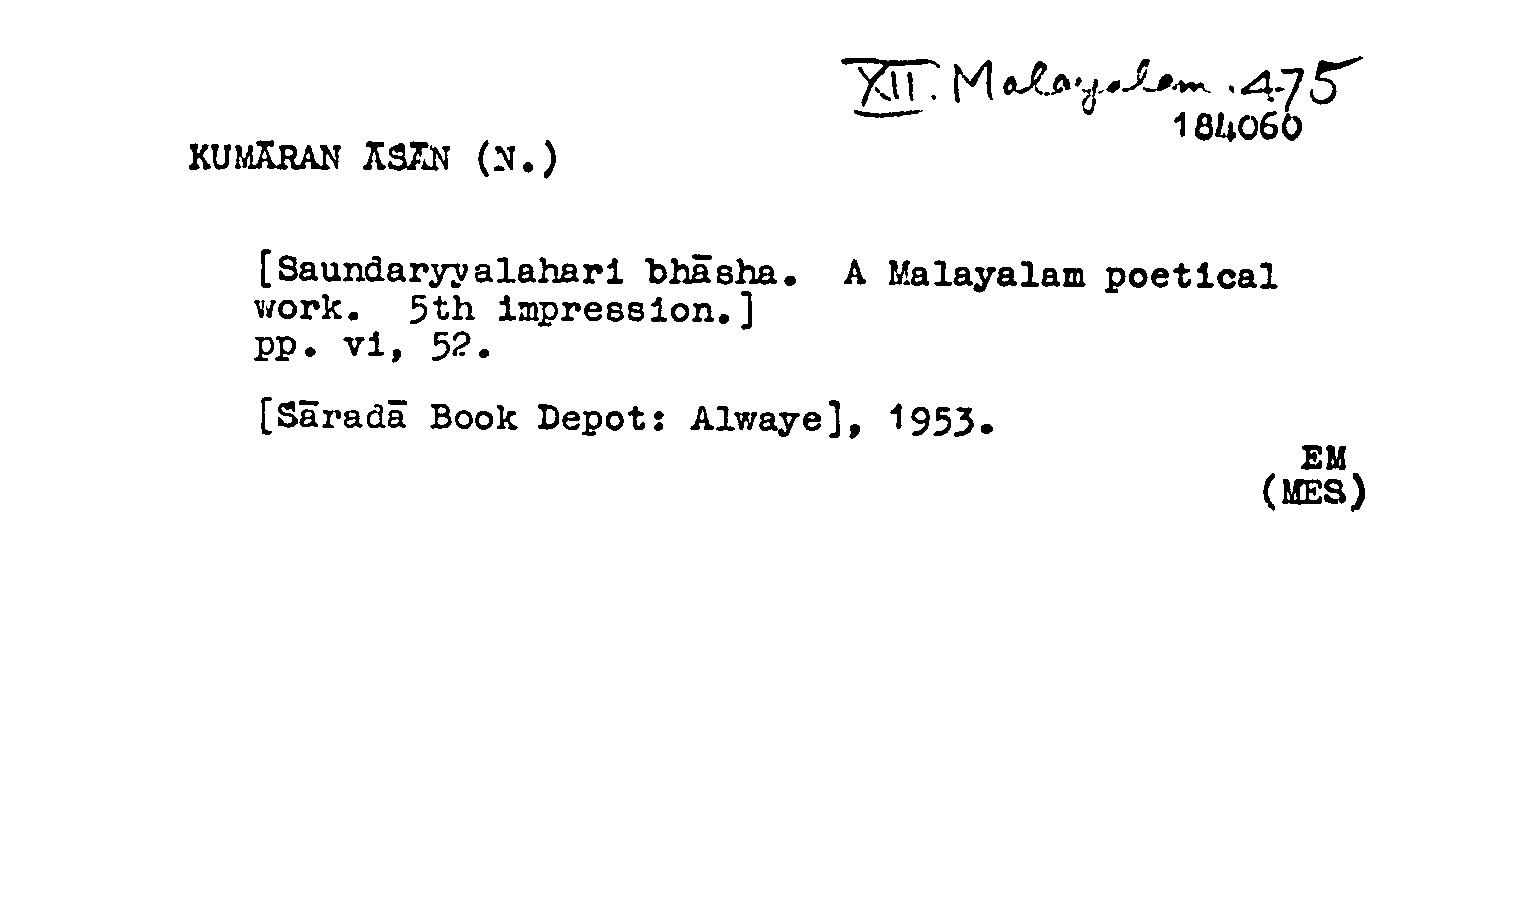 XII. Malayalam. 475
184060
KUMĀRAN ĀSĀN (N.)
[Saundaryyalahari bhāsha. A Malayalam poetical
work. 5th impression.]
pp. vi, 52.
[Sāradā Book Depot: Alwaye], 1953.
EM
(MES)